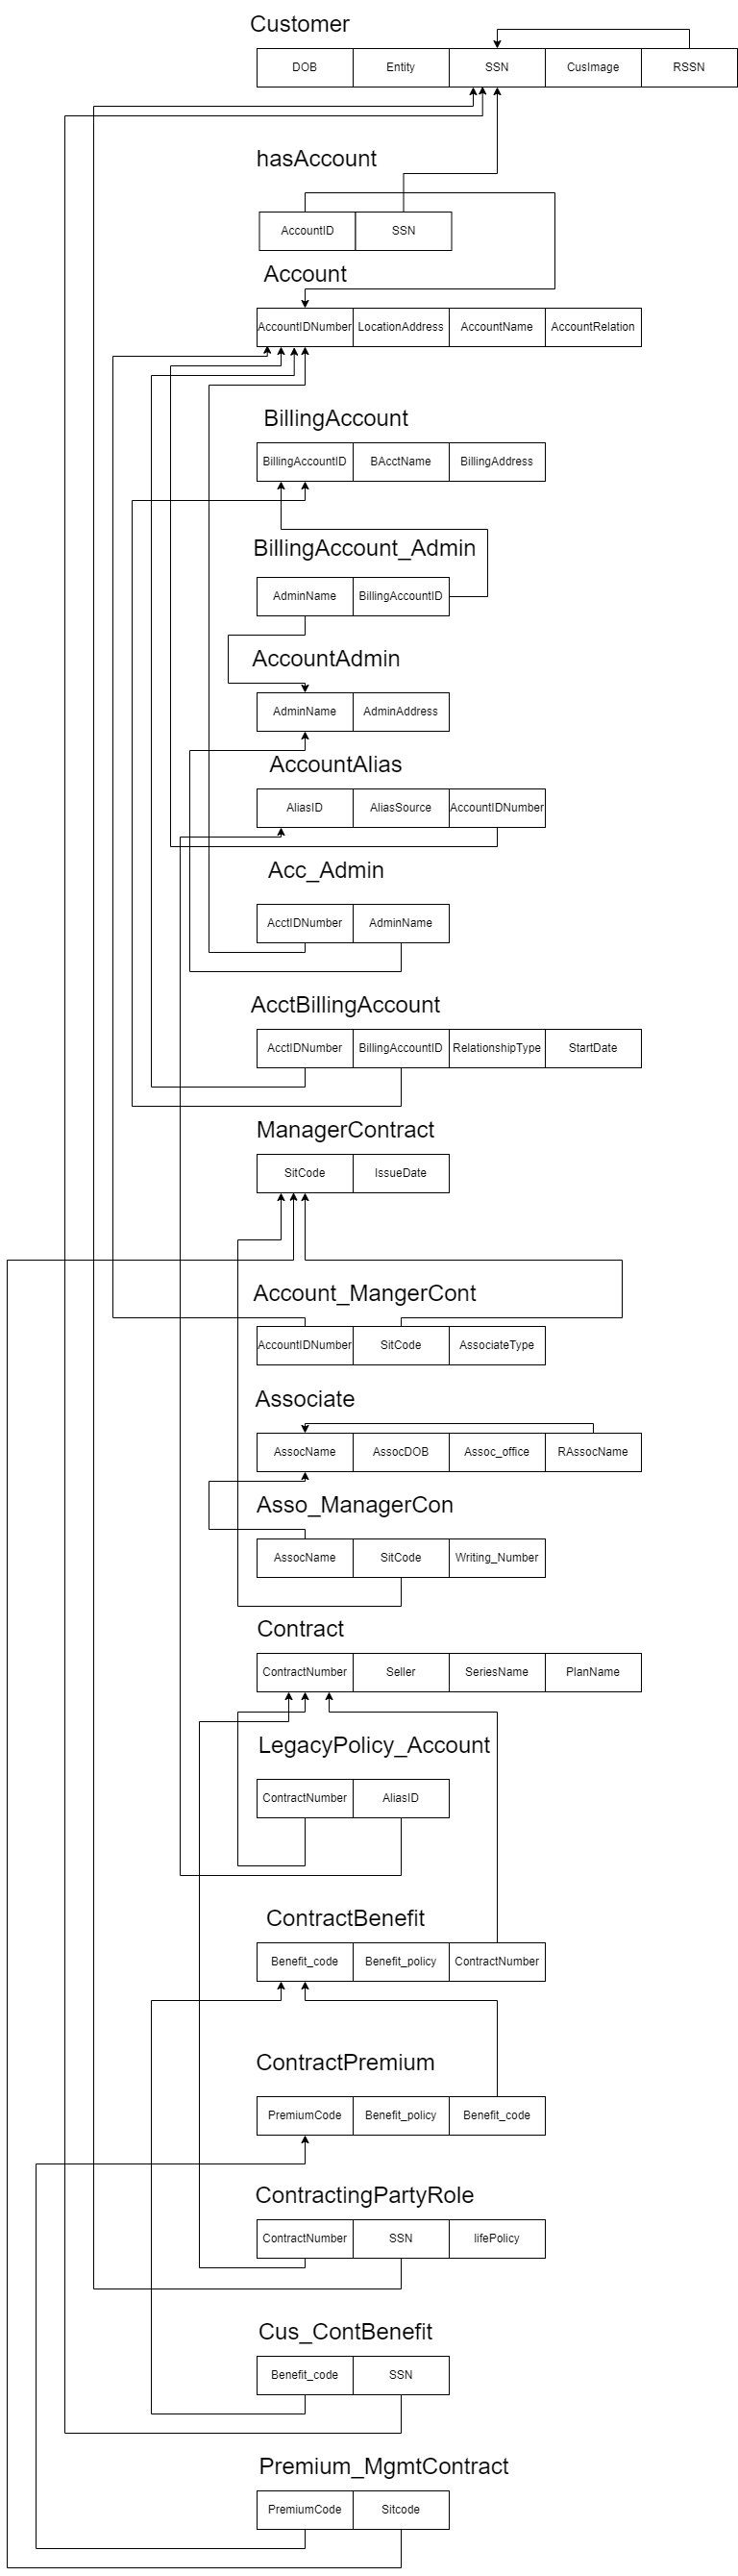 Customer
DOB Entity SSN CusImage RSSN
hasAccount
AccountID SSN
Account
AccountIDNumber LocationAddress AccountName AccountRelation
BillingAccount
BillingAccountID BAcctName BillingAddress
BillingAccount_Admin
AdminName BillingAccountID
AccountAdmin
AdminName AdminAddress
AccountAlias
AliasID AliasSource AccountIDNumber
Acc_Admin
AcctIDNumber AdminName
AcctBillingAccount
AcctIDNumber BillingAccountID RelationshipType StartDate
ManagerContract
SitCode IssueDate
Account_MangerCont
AccountIDNumber SitCode AssociateType
Associate
AssocName AssocDOB Assoc_office RAssocName
Asso_ManagerCon
AssocName SitCode Writing_Number
Contract
ContractNumber Seller SeriesName PlanName
LegacyPolicy_Account
ContractNumber AliasID
ContractBenefit
Benefit_code Benefit_policy ContractNumber
ContractPremium
PremiumCode Benefit_policy Benefit_code
ContractingPartyRole
ContractNumber SSN lifePolicy
Cus_ContBenefit
Benefit_code SSN
Premium_MgmtContract
PremiumCode Sitcode